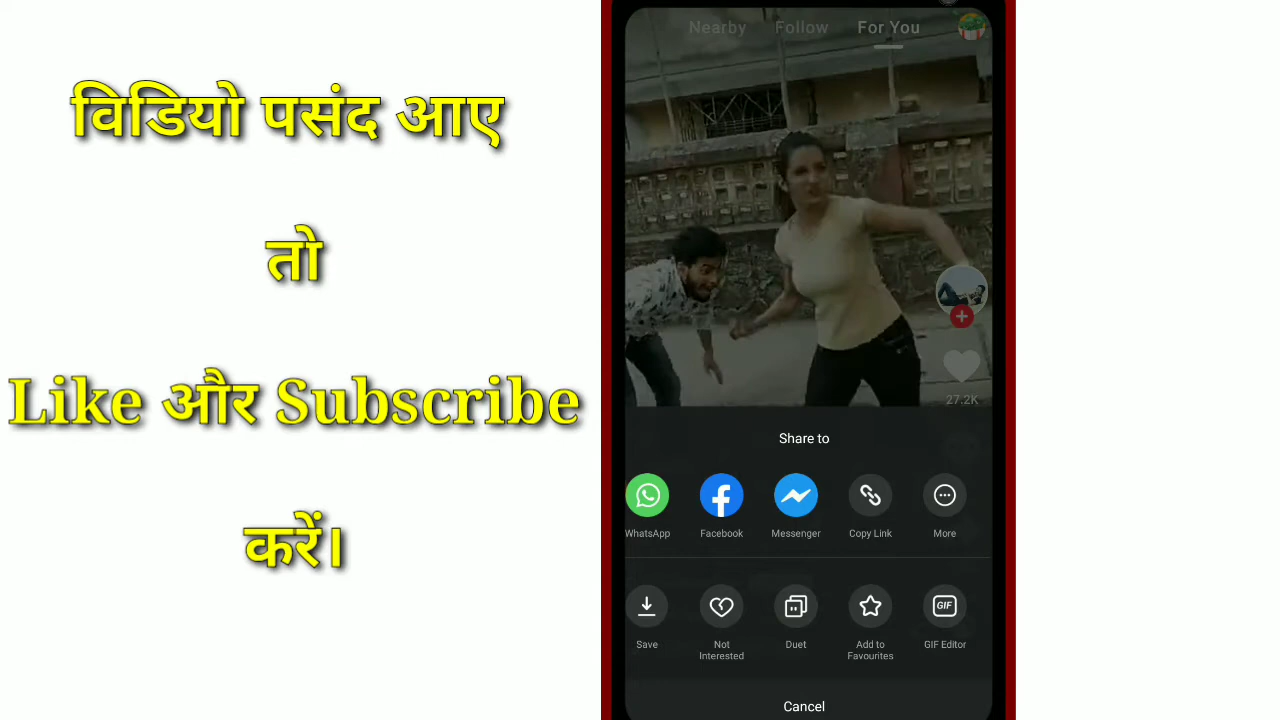 विडियो पसंद आए
तो
Like और Subscribe
करें।
Nearby Follow For You
27.2K
Share to
WhatsApp Facebook Messenger Copy Link More
Save Not Interested Duet Add to Favourites GIF Editor
GIF
Cancel